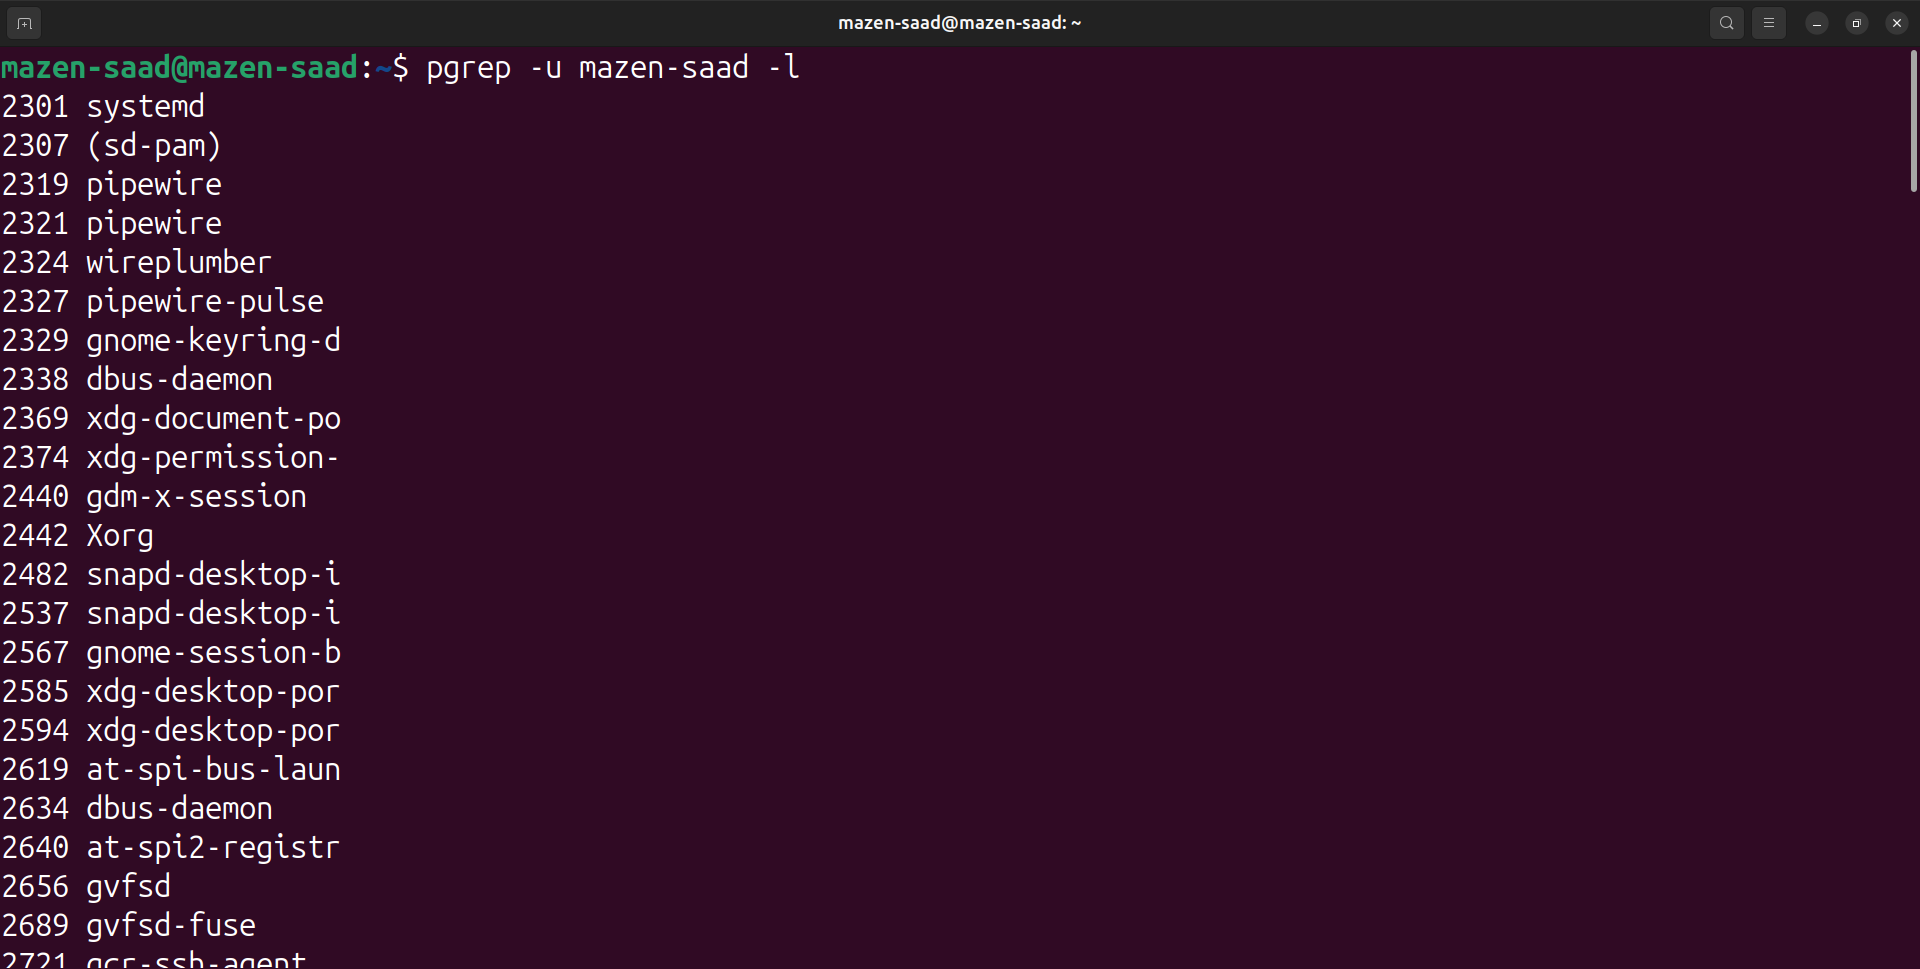 mazen-saad@mazen-saad: ~
mazen-saad@mazen-saad:~$ pgrep -u mazen-saad -l
2301 systemd
2307 (sd-pam)
2319 pipewire
2321 pipewire
2324 wireplumber
2327 pipewire-pulse
2329 gnome-keyring-d
2338 dbus-daemon
2369 xdg-document-po
2374 xdg-permission-
2440 gdm-x-session
2442 Xorg
2482 snapd-desktop-i
2537 snapd-desktop-i
2567 gnome-session-b
2585 xdg-desktop-por
2594 xdg-desktop-por
2619 at-spi-bus-laun
2634 dbus-daemon
2640 at-spi2-registr
2656 gvfsd
2689 gvfsd-fuse
2721 gcr-ssh-agent